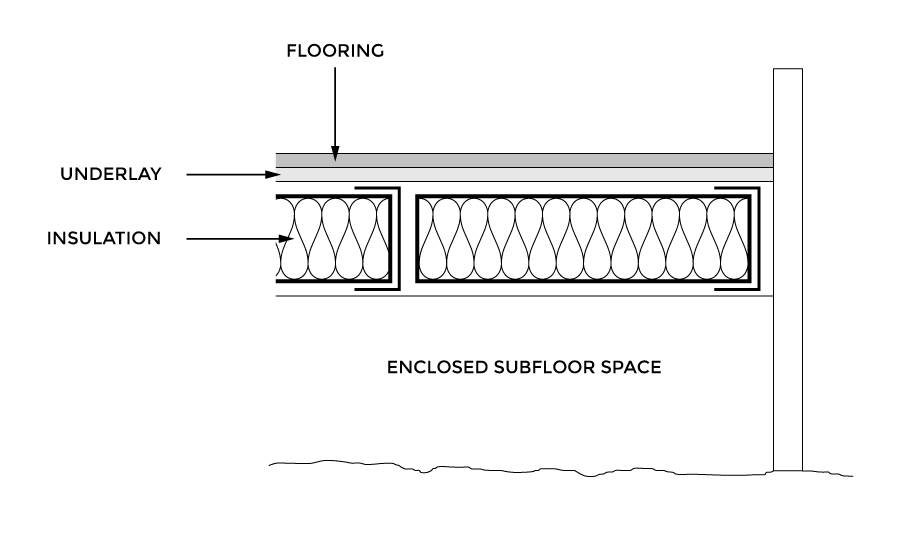 FLOORING
UNDERLAY
INSULATION
ENCLOSED SUBFLOOR SPACE